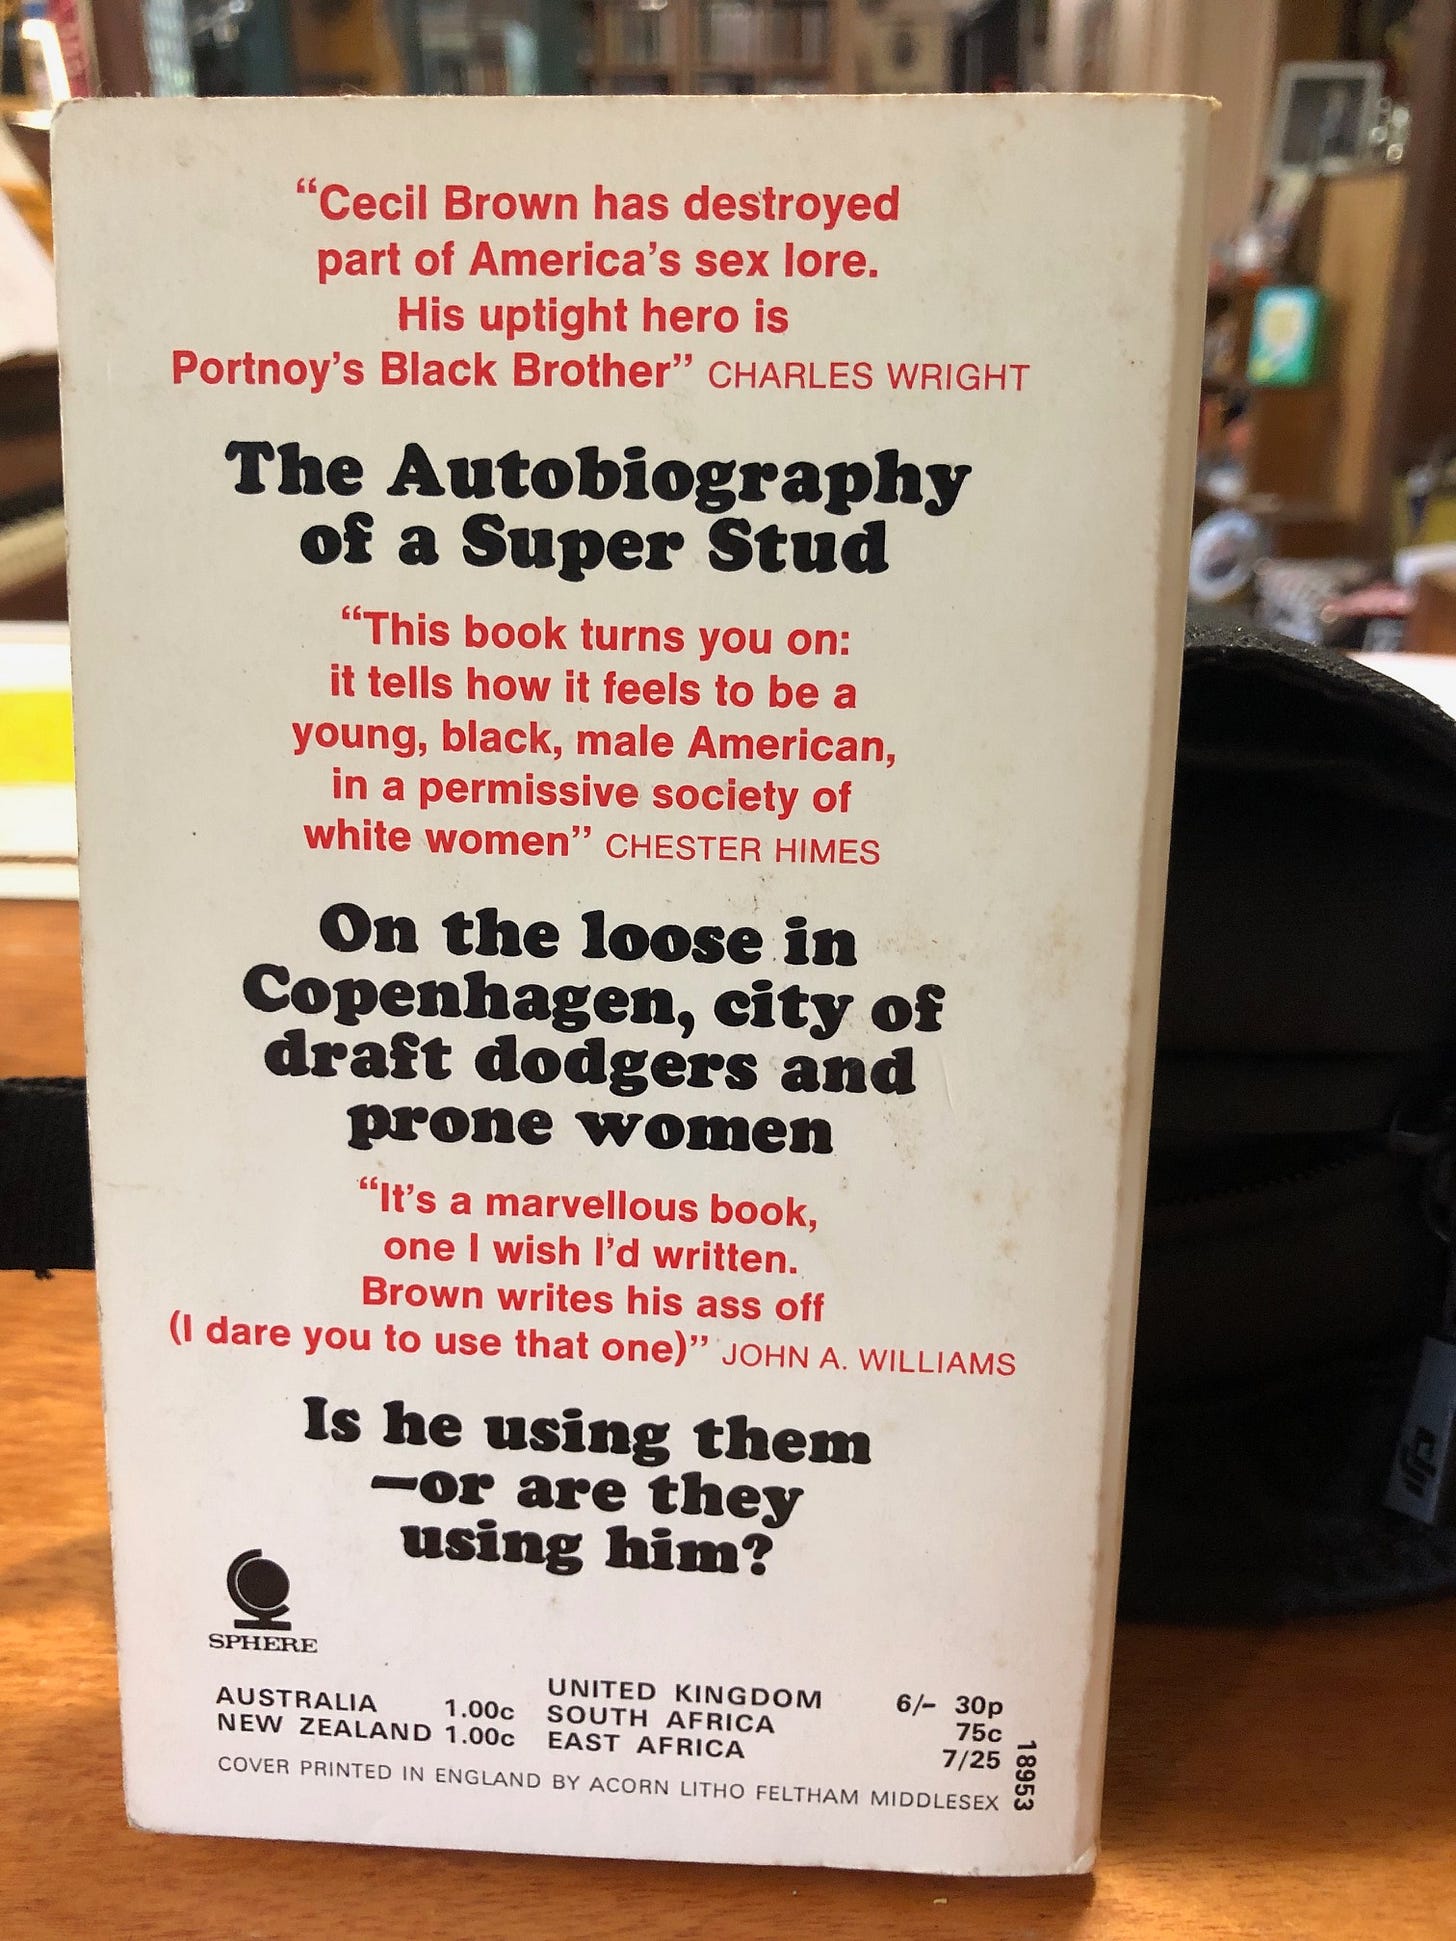 “Cecil Brown has destroyed
part of America’s sex lore.
His uptight hero is
Portnoy’s Black Brother” CHARLES WRIGHT
The Autobiography
of a Super Stud
“This book turns you on:
it tells how it feels to be a
young, black, male American,
in a permissive society of
white women” CHESTER HIMES
On the loose in
Copenhagen, city of
draft dodgers and
prone women
“It’s a marvellous book,
one I wish I’d written.
Brown writes his ass off
(I dare you to use that one)” JOHN A. WILLIAMS
Is he using them
—or are they
using him?
SPHERE
AUSTRALIA 1.00c UNITED KINGDOM 6/– 30p
NEW ZEALAND 1.00c SOUTH AFRICA 75c
EAST AFRICA 7/25
COVER PRINTED IN ENGLAND BY ACORN LITHO FELTHAM MIDDLESEX
18953
dji